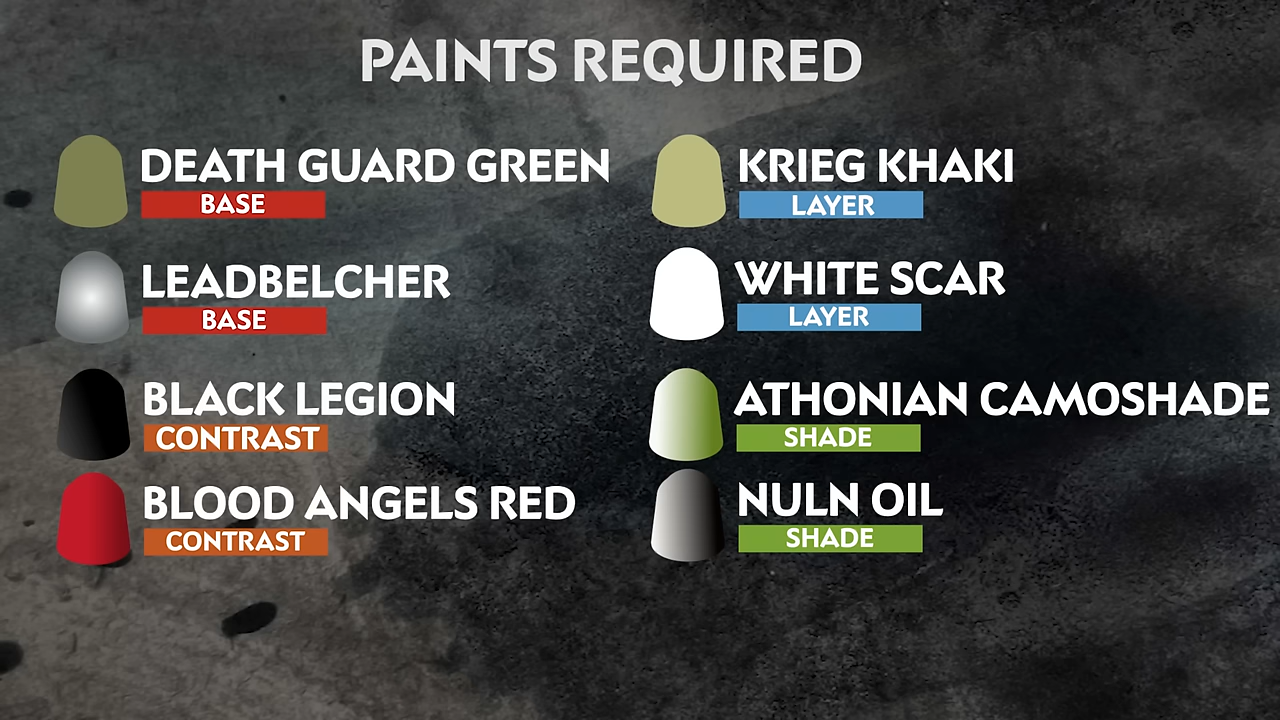 PAINTS REQUIRED
DEATH GUARD GREEN
BASE
LEADBELCHER
BASE
BLACK LEGION
CONTRAST
BLOOD ANGELS RED
CONTRAST
KRIEG KHAKI
LAYER
WHITE SCAR
LAYER
ATHONIAN CAMOSHADE
SHADE
NULN OIL
SHADE